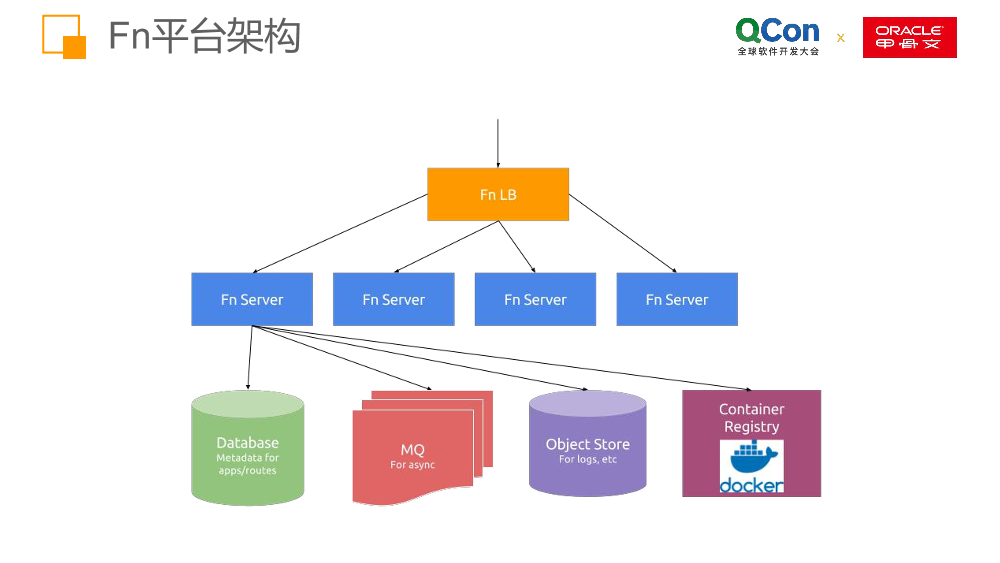 Fn平台架构
QCon
全球软件开发大会
x
ORACLE
甲骨文
Fn LB
Fn Server
Fn Server
Fn Server
Fn Server
Database
Metadata for
apps/routes
MQ
For async
Object Store
For logs, etc
Container
Registry
docker